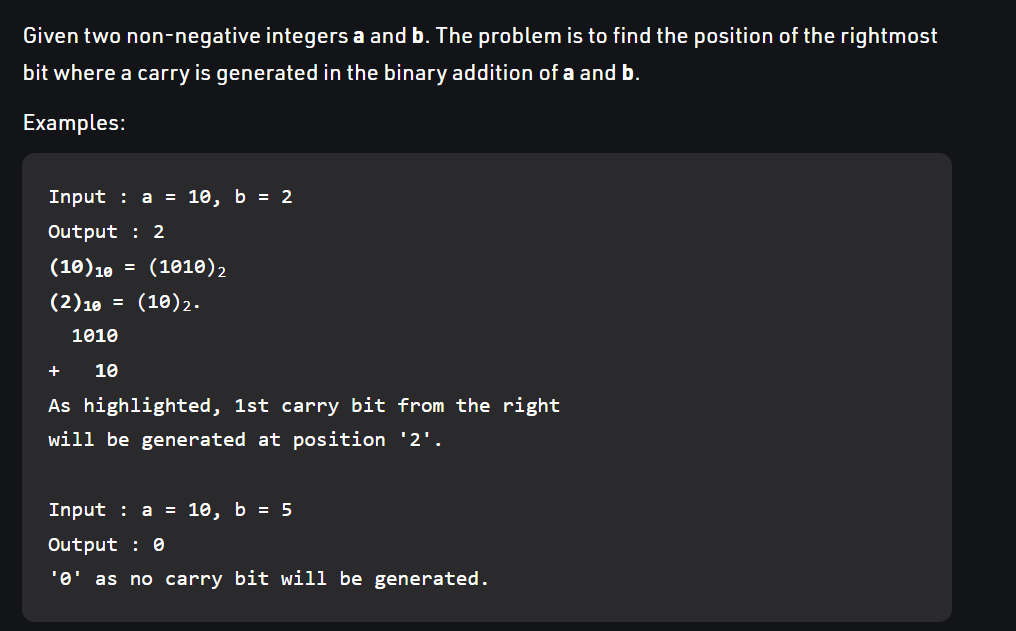 Given two non-negative integers a and b. The problem is to find the position of the rightmost
bit where a carry is generated in the binary addition of a and b.
Examples:
Input : a = 10, b = 2
Output : 2
(10)₁₀ = (1010)₂
(2)₁₀ = (10)₂.
1010
+   10
As highlighted, 1st carry bit from the right
will be generated at position '2'.
Input : a = 10, b = 5
Output : 0
'0' as no carry bit will be generated.